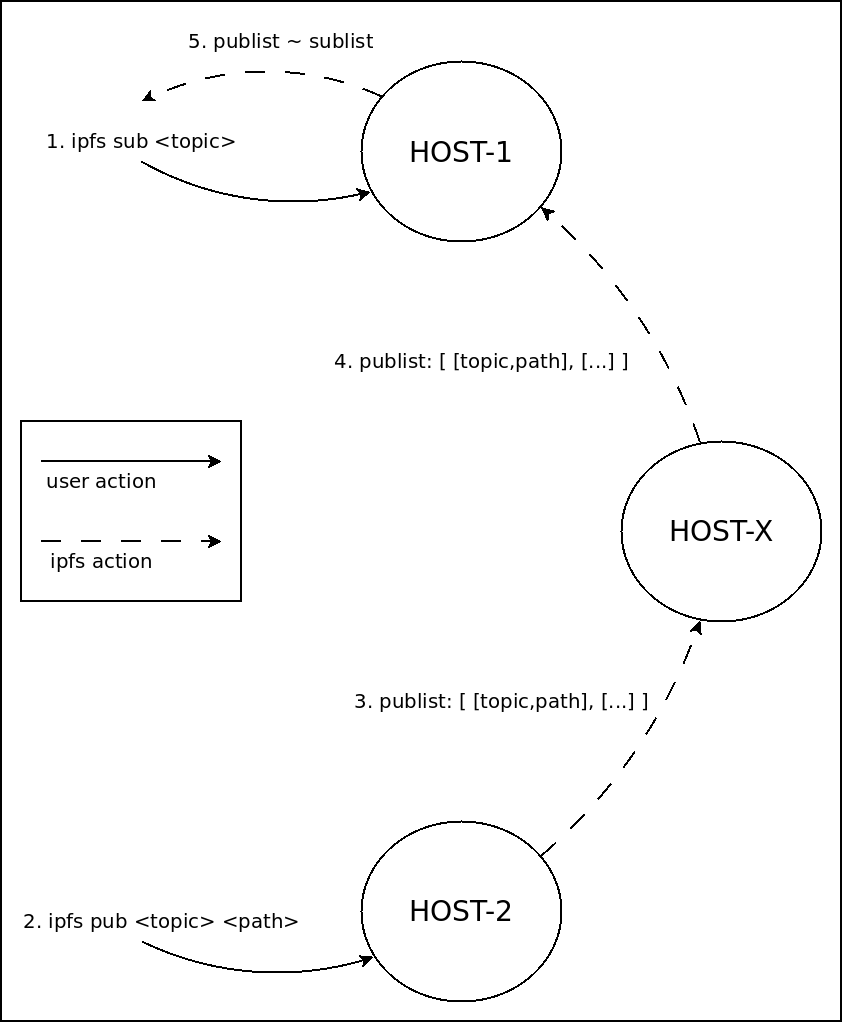 5. publist ~ sublist
1. ipfs sub <topic>
HOST-1
4. publist: [ [topic,path], [...] ]
user action
ipfs action
HOST-X
3. publist: [ [topic,path], [...] ]
HOST-2
2. ipfs pub <topic> <path>